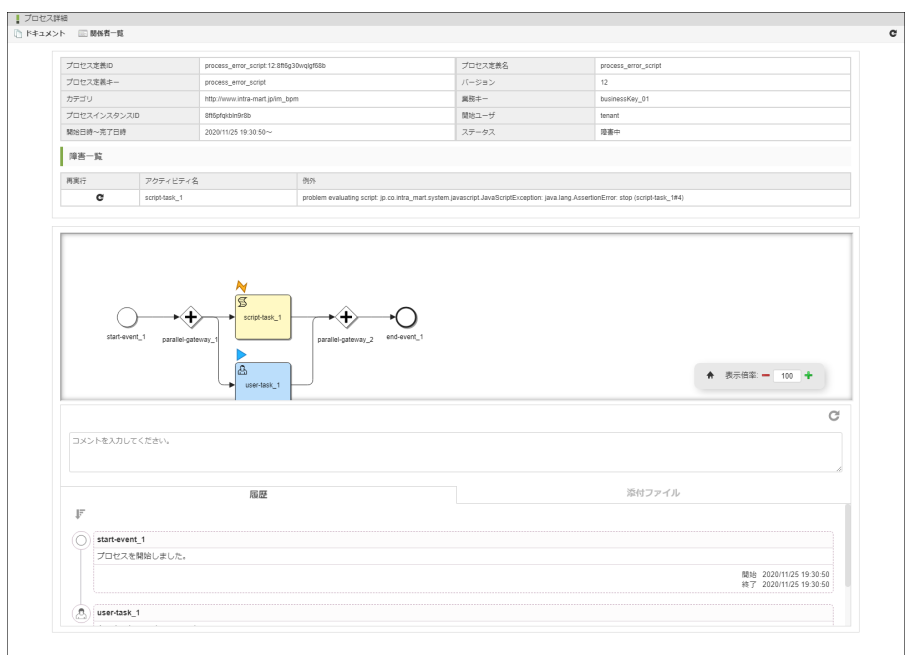 プロセス詳細
ドキュメント 関係者一覧
プロセス定義ID process_error_script:12:8ft6g30wqigf68b プロセス定義名 process_error_script
プロセス定義キー process_error_script バージョン 12
カテゴリ http://www.intra-mart.jp/im_bpm 業務キー businessKey_01
プロセスインスタンスID 8ft6pfqkbln9r8b 開始ユーザ tenant
開始日時～完了日時 2020/11/25 19:30:50～ ステータス 障害中
障害一覧
再実行 アクティビティ名 例外
script-task_1 problem evaluating script: jp.co.intra_mart.system.javascript.JavaScriptException: java.lang.AssertionError: stop (script-task_1#4)
script-task_1
start-event_1 parallel-gateway_1 parallel-gateway_2 end-event_1
user-task_1
表示倍率: 100
コメントを入力してください。
履歴 添付ファイル
start-event_1
プロセスを開始しました。
開始 2020/11/25 19:30:50
終了 2020/11/25 19:30:50
user-task_1